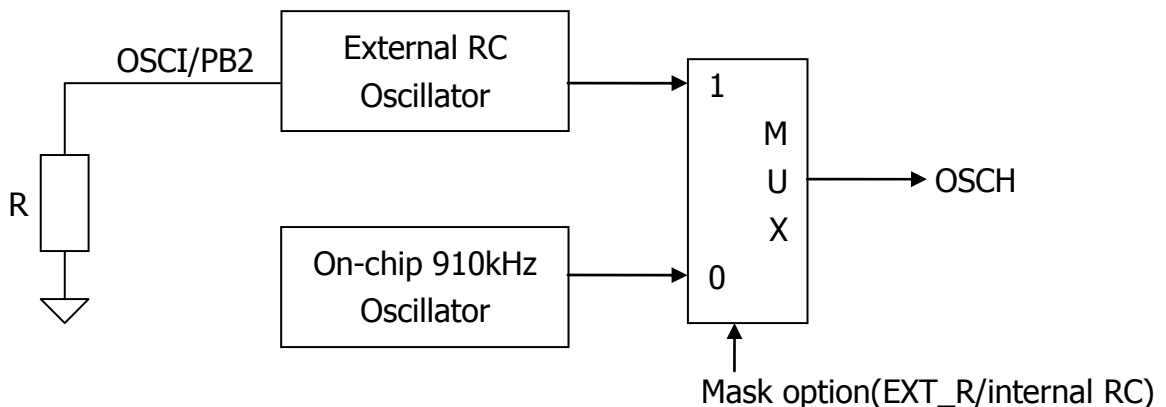 OSCI/PB2
External RC
Oscillator
1
M
U
X
OSCH
R
On-chip 910kHz
Oscillator
0
Mask option(EXT_R/internal RC)